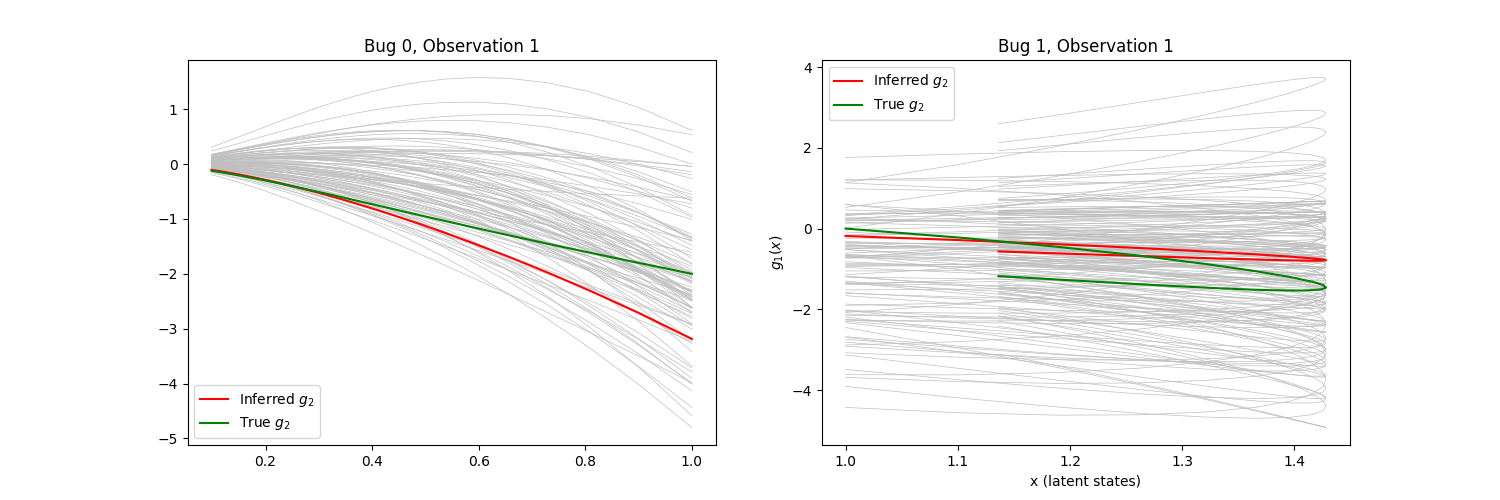 Bug 0, Observation 1
1
0
−1
−2
−3
−4
−5
Inferred g₂
True g₂
0.2 0.4 0.6 0.8 1.0
Bug 1, Observation 1
Inferred g₂
True g₂
4
2
0
−2
−4
g₁(x)
1.0 1.1 1.2 1.3 1.4
x (latent states)